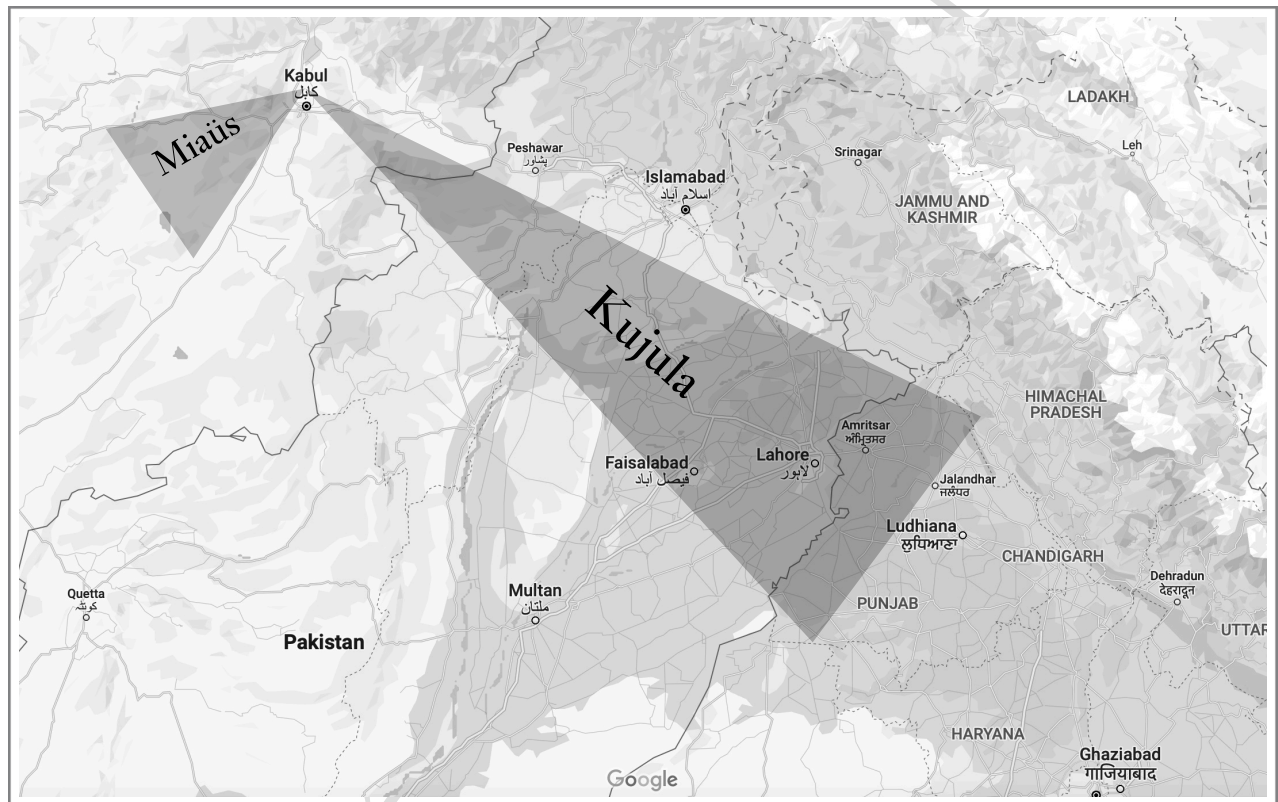 Kabul
كابل
Miaüs
LADAKH
Peshawar
پشاور
Srinagar
Leh
Islamabad
اسلام آباد
JAMMU AND
KASHMIR
Kujula
HIMACHAL
PRADESH
Amritsar
ਅੰਮ੍ਰਿਤਸਰ
Faisalabad
فیصل آباد
Lahore
لاہور
Jalandhar
ਜਲੰਧਰ
Ludhiana
ਲੁਧਿਆਣਾ
CHANDIGARH
Quetta
کوئٹہ
Multan
ملتان
Dehradun
देहरादून
PUNJAB
UTTAR
Pakistan
HARYANA
Ghaziabad
गाजियाबाद
Google